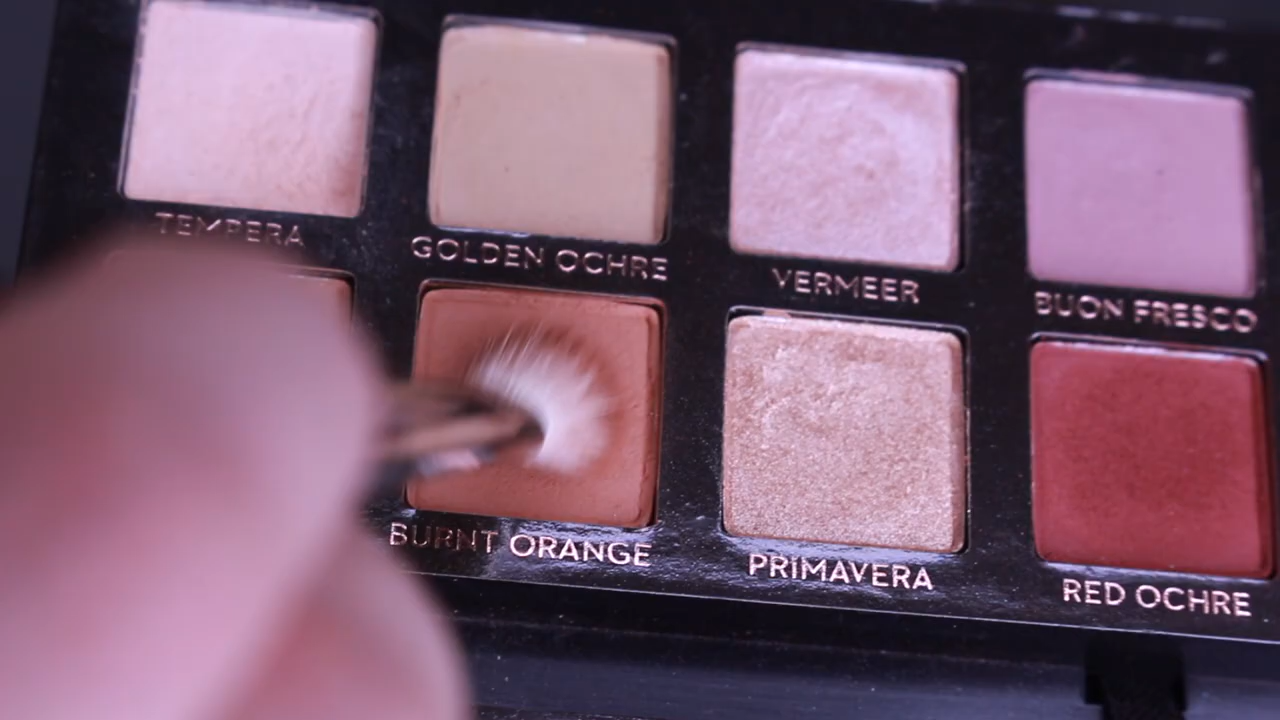 TEMPERA
GOLDEN OCHRE
VERMEER
BUON FRESCO
BURNT ORANGE
PRIMAVERA
RED OCHRE